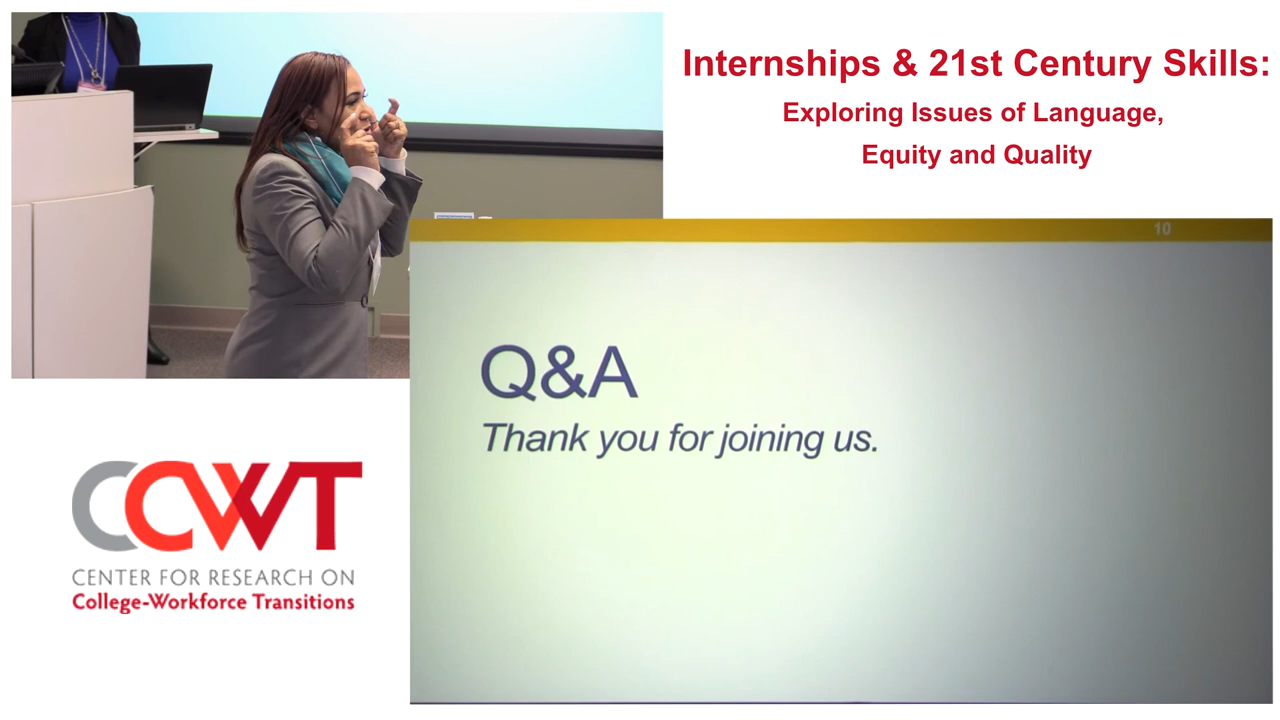 Internships & 21st Century Skills:
Exploring Issues of Language,
Equity and Quality
10
Q&A
Thank you for joining us.
CCWT
CENTER FOR RESEARCH ON
College-Workforce Transitions